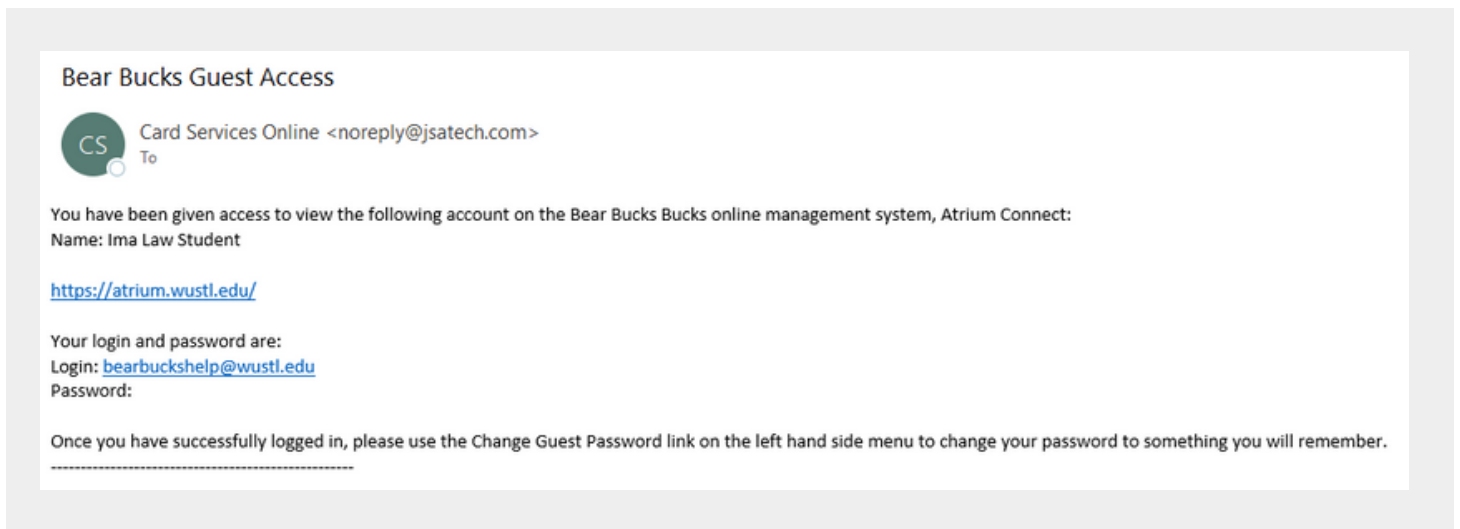 Bear Bucks Guest Access
CS
Card Services Online <noreply@jsatech.com>
To
You have been given access to view the following account on the Bear Bucks Bucks online management system, Atrium Connect:
Name: Ima Law Student
https://atrium.wustl.edu/
Your login and password are:
Login: bearbuckshelp@wustl.edu
Password:
Once you have successfully logged in, please use the Change Guest Password link on the left hand side menu to change your password to something you will remember.
----------------------------------------------------